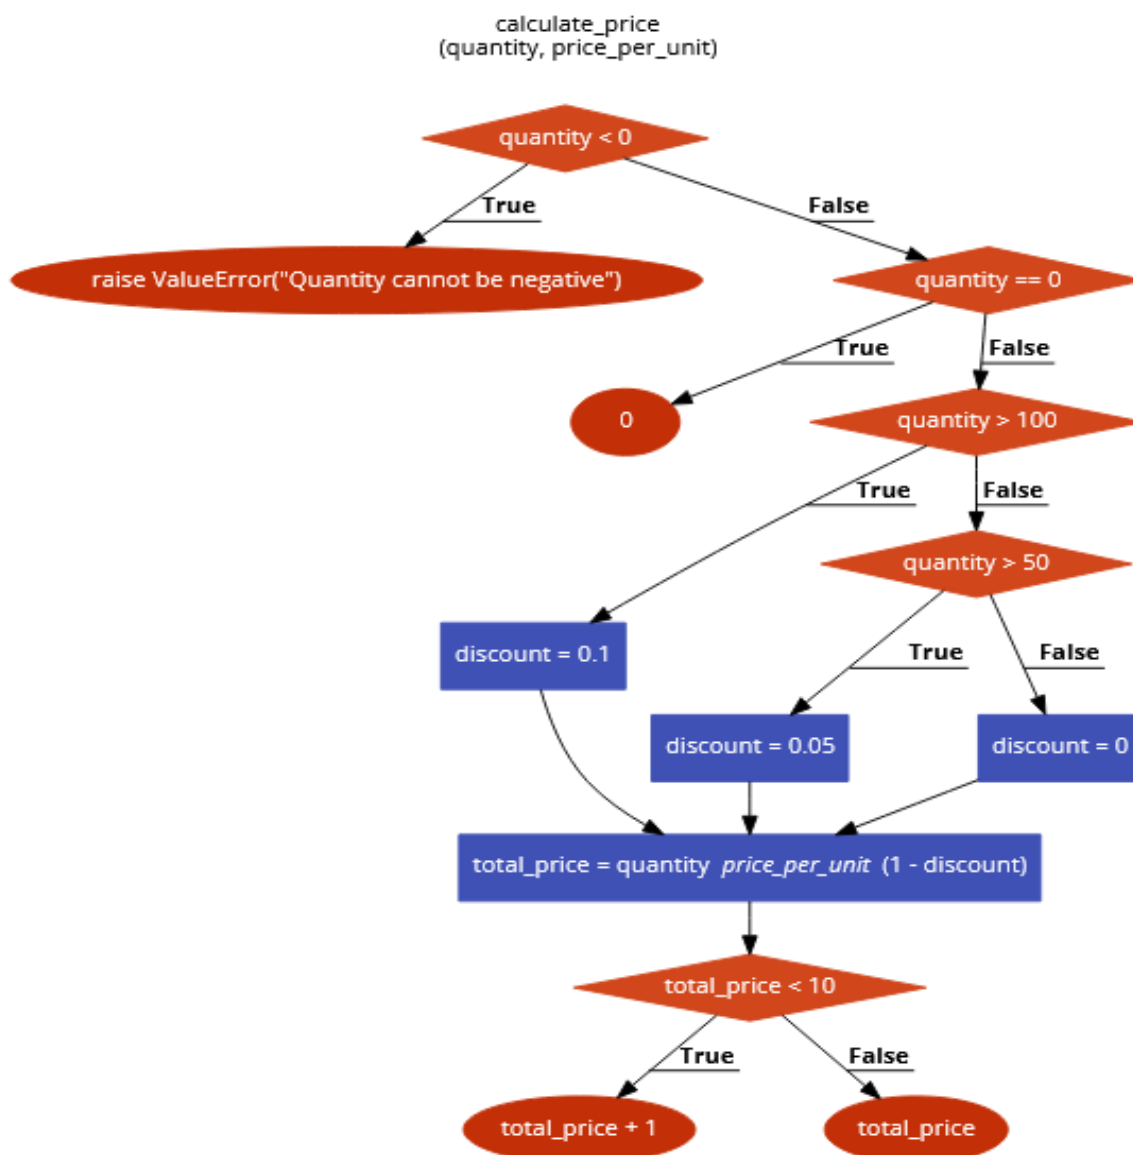 calculate_price
(quantity, price_per_unit)
quantity < 0
True
False
raise ValueError("Quantity cannot be negative")
quantity == 0
True
False
0
quantity > 100
True
False
quantity > 50
discount = 0.1
True
False
discount = 0.05
discount = 0
total_price = quantity price_per_unit (1 - discount)
total_price < 10
True
False
total_price + 1
total_price